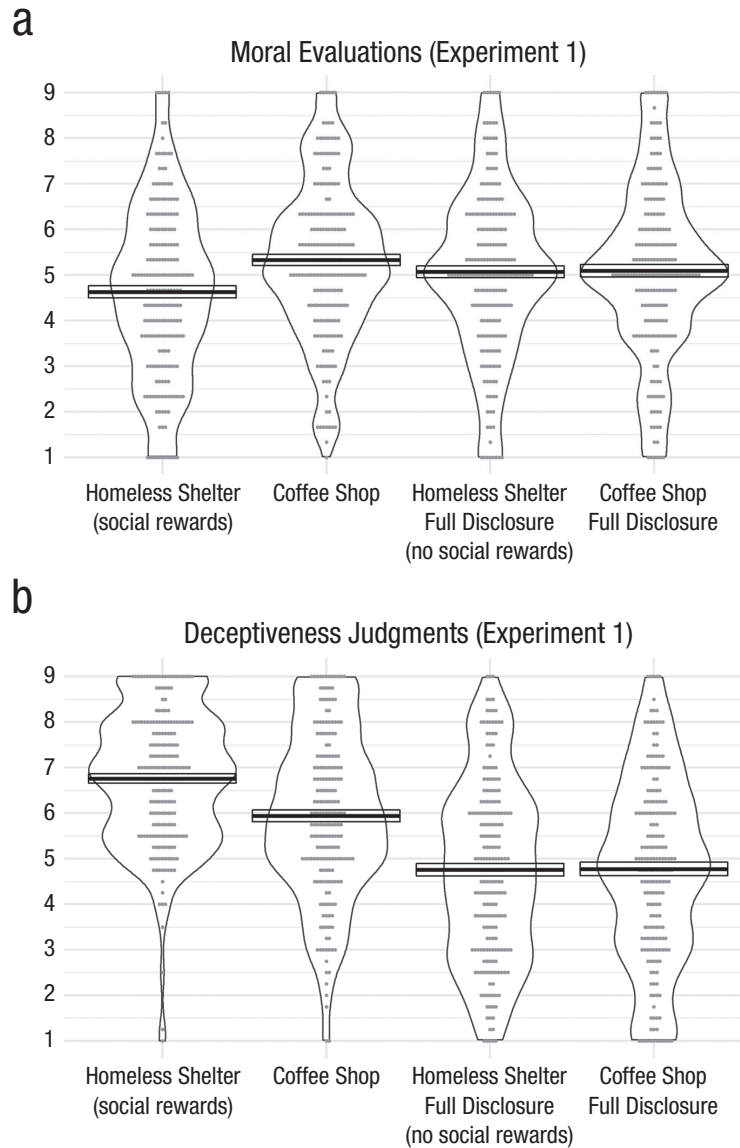 a
Moral Evaluations (Experiment 1)
9
8
7
6
5
4
3
2
1
Homeless Shelter
(social rewards)
Coffee Shop
Homeless Shelter
Full Disclosure
(no social rewards)
Coffee Shop
Full Disclosure
b
Deceptiveness Judgments (Experiment 1)
9
8
7
6
5
4
3
2
1
Homeless Shelter
(social rewards)
Coffee Shop
Homeless Shelter
Full Disclosure
(no social rewards)
Coffee Shop
Full Disclosure